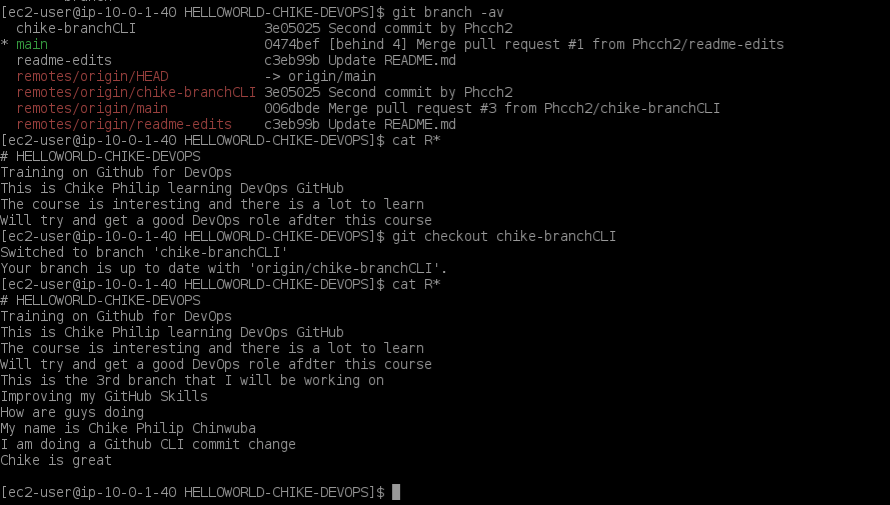 [ec2-user@ip-10-0-1-40 HELLOWORLD-CHIKE-DEVOPS]$ git branch -av
  chike-branchCLI                3e05025 Second commit by Phcch2
* main                           0474bef [behind 4] Merge pull request #1 from Phcch2/readme-edits
  readme-edits                   c3eb99b Update README.md
  remotes/origin/HEAD            -> origin/main
  remotes/origin/chike-branchCLI 3e05025 Second commit by Phcch2
  remotes/origin/main            006dbde Merge pull request #3 from Phcch2/chike-branchCLI
  remotes/origin/readme-edits    c3eb99b Update README.md
[ec2-user@ip-10-0-1-40 HELLOWORLD-CHIKE-DEVOPS]$ cat R*
# HELLOWORLD-CHIKE-DEVOPS
Training on Github for DevOps
This is Chike Philip learning DevOps GitHub
The course is interesting and there is a lot to learn
Will try and get a good DevOps role afdter this course
[ec2-user@ip-10-0-1-40 HELLOWORLD-CHIKE-DEVOPS]$ git checkout chike-branchCLI
Switched to branch 'chike-branchCLI'
Your branch is up to date with 'origin/chike-branchCLI'.
[ec2-user@ip-10-0-1-40 HELLOWORLD-CHIKE-DEVOPS]$ cat R*
# HELLOWORLD-CHIKE-DEVOPS
Training on Github for DevOps
This is Chike Philip learning DevOps GitHub
The course is interesting and there is a lot to learn
Will try and get a good DevOps role afdter this course
This is the 3rd branch that I will be working on
Improving my GitHub Skills
How are guys doing
My name is Chike Philip Chinwuba
I am doing a Github CLI commit change
Chike is great
[ec2-user@ip-10-0-1-40 HELLOWORLD-CHIKE-DEVOPS]$